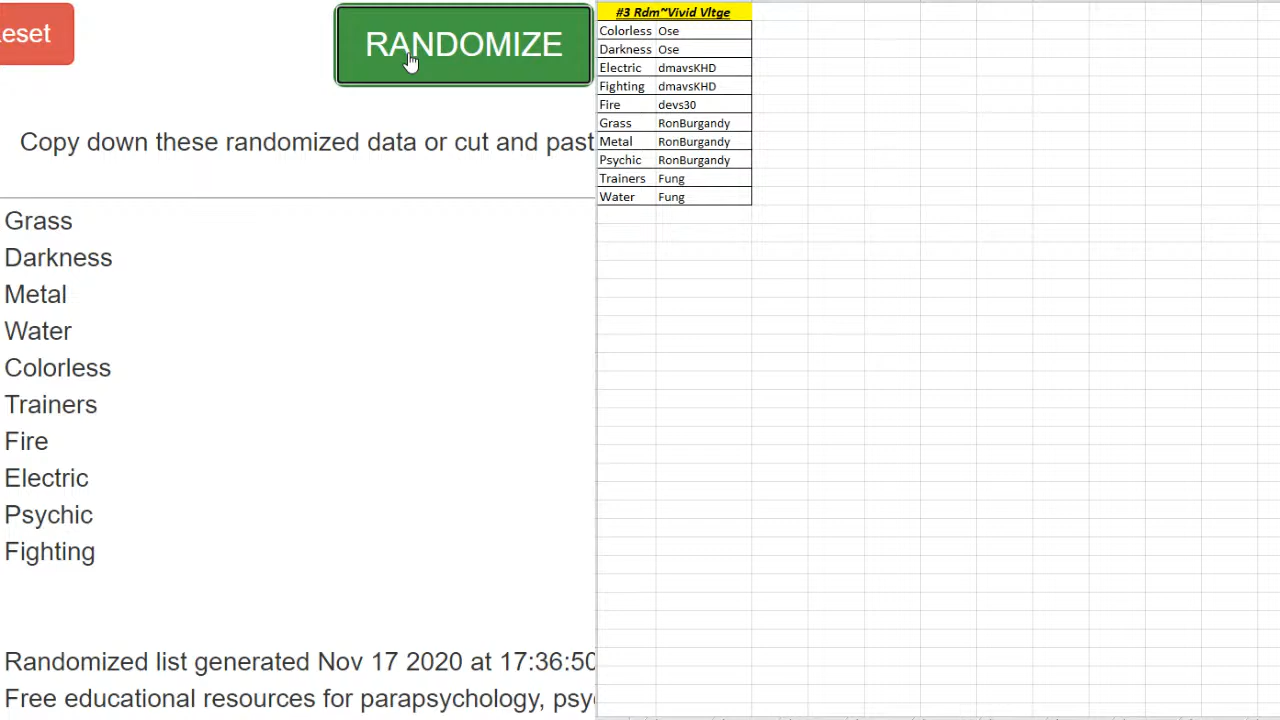 eset
RANDOMIZE
Copy down these randomized data or cut and past
Grass
Darkness
Metal
Water
Colorless
Trainers
Fire
Electric
Psychic
Fighting
Randomized list generated Nov 17 2020 at 17:36:50
Free educational resources for parapsychology, psy
#3 Rdm~Vivid Vltge
Colorless Ose
Darkness Ose
Electric dmavsKHD
Fighting dmavsKHD
Fire devs30
Grass RonBurgandy
Metal RonBurgandy
Psychic RonBurgandy
Trainers Fung
Water Fung